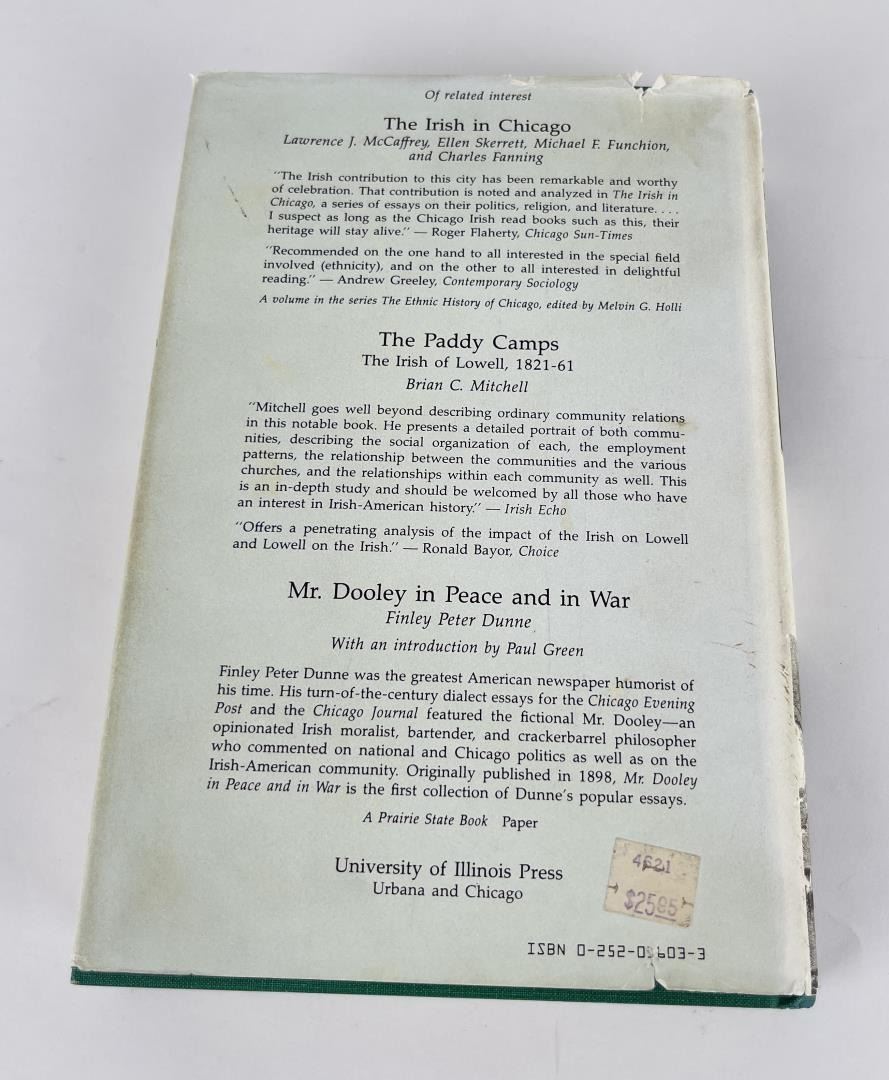 Of related interest
The Irish in Chicago
Lawrence J. McCaffrey, Ellen Skerrett, Michael F. Funchion,
and Charles Fanning
"The Irish contribution to this city has been remarkable and worthy
of celebration. That contribution is noted and analyzed in The Irish in
Chicago, a series of essays on their politics, religion, and literature. . . .
I suspect as long as the Chicago Irish read books such as this, their
heritage will stay alive." — Roger Flaherty, Chicago Sun-Times
"Recommended on the one hand to all interested in the special field
involved (ethnicity), and on the other to all interested in delightful
reading." — Andrew Greeley, Contemporary Sociology
A volume in the series The Ethnic History of Chicago, edited by Melvin G. Holli
The Paddy Camps
The Irish of Lowell, 1821-61
Brian C. Mitchell
"Mitchell goes well beyond describing ordinary community relations
in this notable book. He presents a detailed portrait of both commu-
nities, describing the social organization of each, the employment
patterns, the relationship between the communities and the various
churches, and the relationships within each community as well. This
is an in-depth study and should be welcomed by all those who have
an interest in Irish-American history." — Irish Echo
"Offers a penetrating analysis of the impact of the Irish on Lowell
and Lowell on the Irish." — Ronald Bayor, Choice
Mr. Dooley in Peace and in War
Finley Peter Dunne
With an introduction by Paul Green
Finley Peter Dunne was the greatest American newspaper humorist of
his time. His turn-of-the-century dialect essays for the Chicago Evening
Post and the Chicago Journal featured the fictional Mr. Dooley—an
opinionated Irish moralist, bartender, and crackerbarrel philosopher
who commented on national and Chicago politics as well as on the
Irish-American community. Originally published in 1898, Mr. Dooley
in Peace and in War is the first collection of Dunne's popular essays.
A Prairie State Book Paper
University of Illinois Press
Urbana and Chicago
4621
ISBN